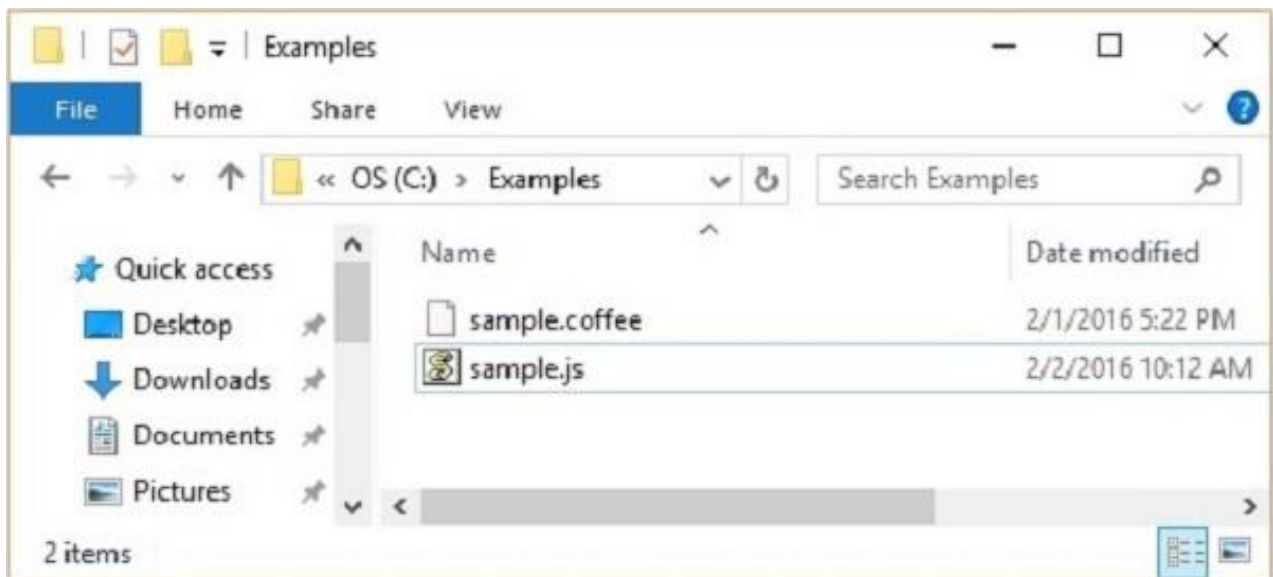 Examples
File Home Share View
« OS (C:) > Examples Search Examples
Name Date modified
Quick access
Desktop
Downloads
Documents
Pictures
sample.coffee 2/1/2016 5:22 PM
sample.js 2/2/2016 10:12 AM
2 items